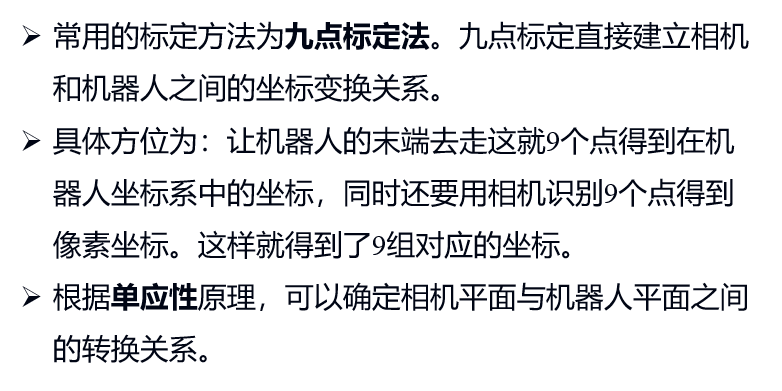 ➢ 常用的标定方法为九点标定法。九点标定直接建立相机
和机器人之间的坐标变换关系。
➢ 具体方位为：让机器人的末端去走这就9个点得到在机
器人坐标系中的坐标，同时还要用相机识别9个点得到
像素坐标。这样就得到了9组对应的坐标。
➢ 根据单应性原理，可以确定相机平面与机器人平面之间
的转换关系。